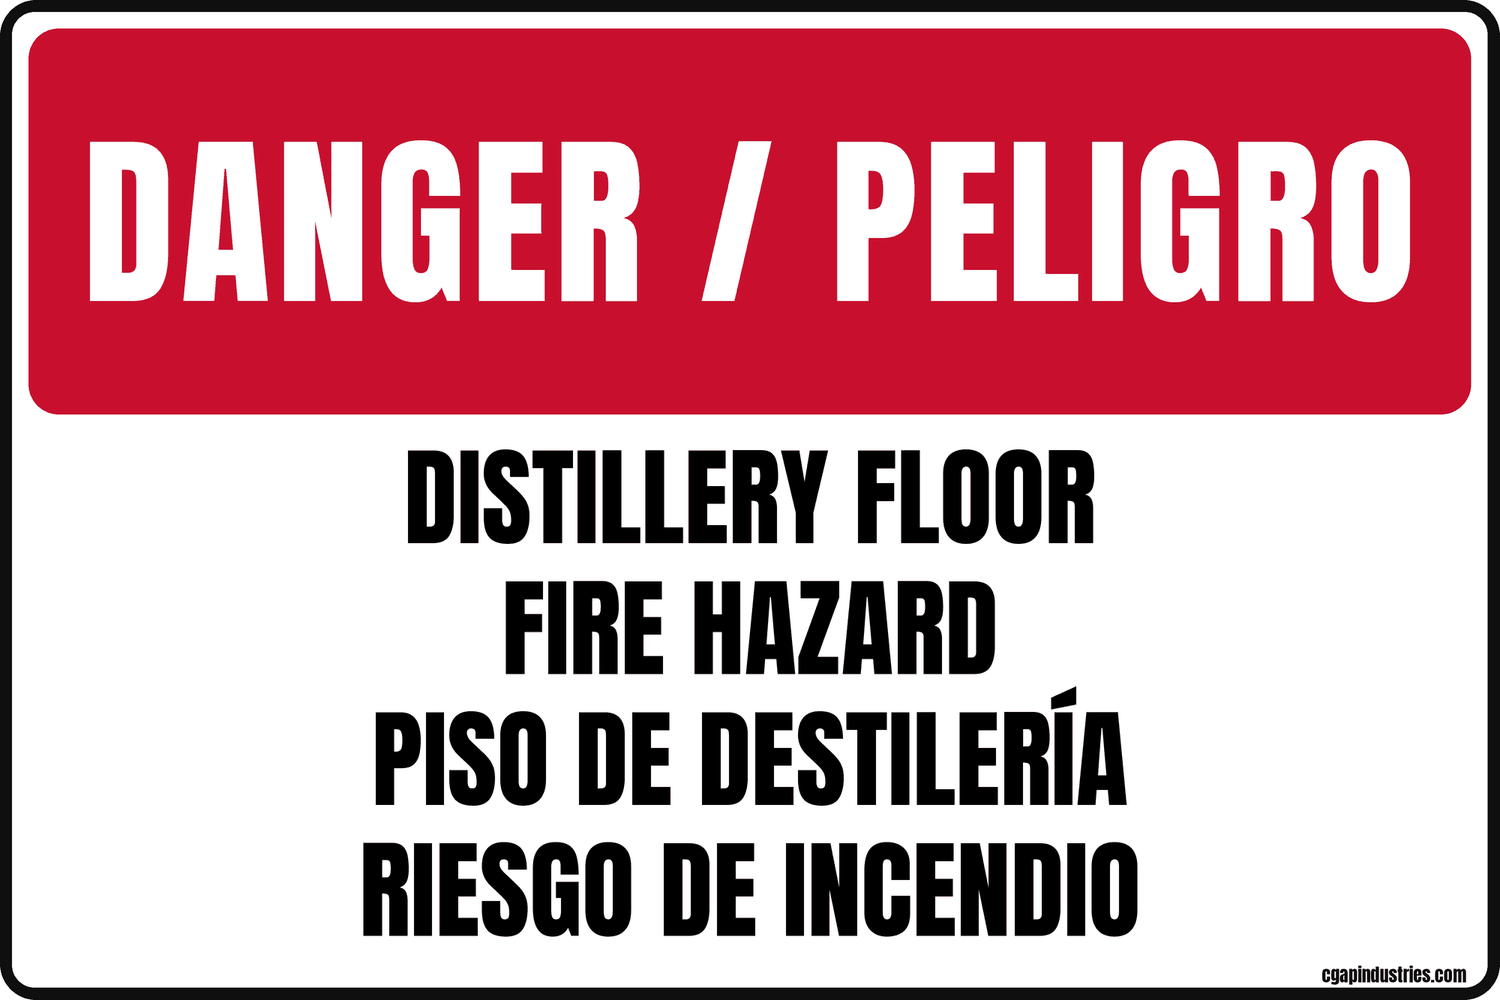 DANGER / PELIGRO
DISTILLERY FLOOR
FIRE HAZARD
PISO DE DESTILERÍA
RIESGO DE INCENDIO
cgapindustries.com